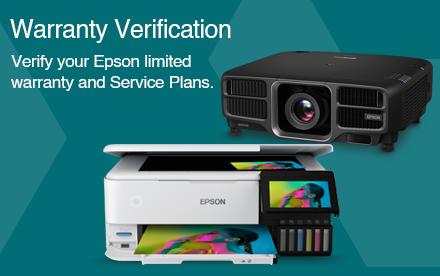 Warranty Verification
Verify your Epson limited
warranty and Service Plans.
EPSON
EPSON